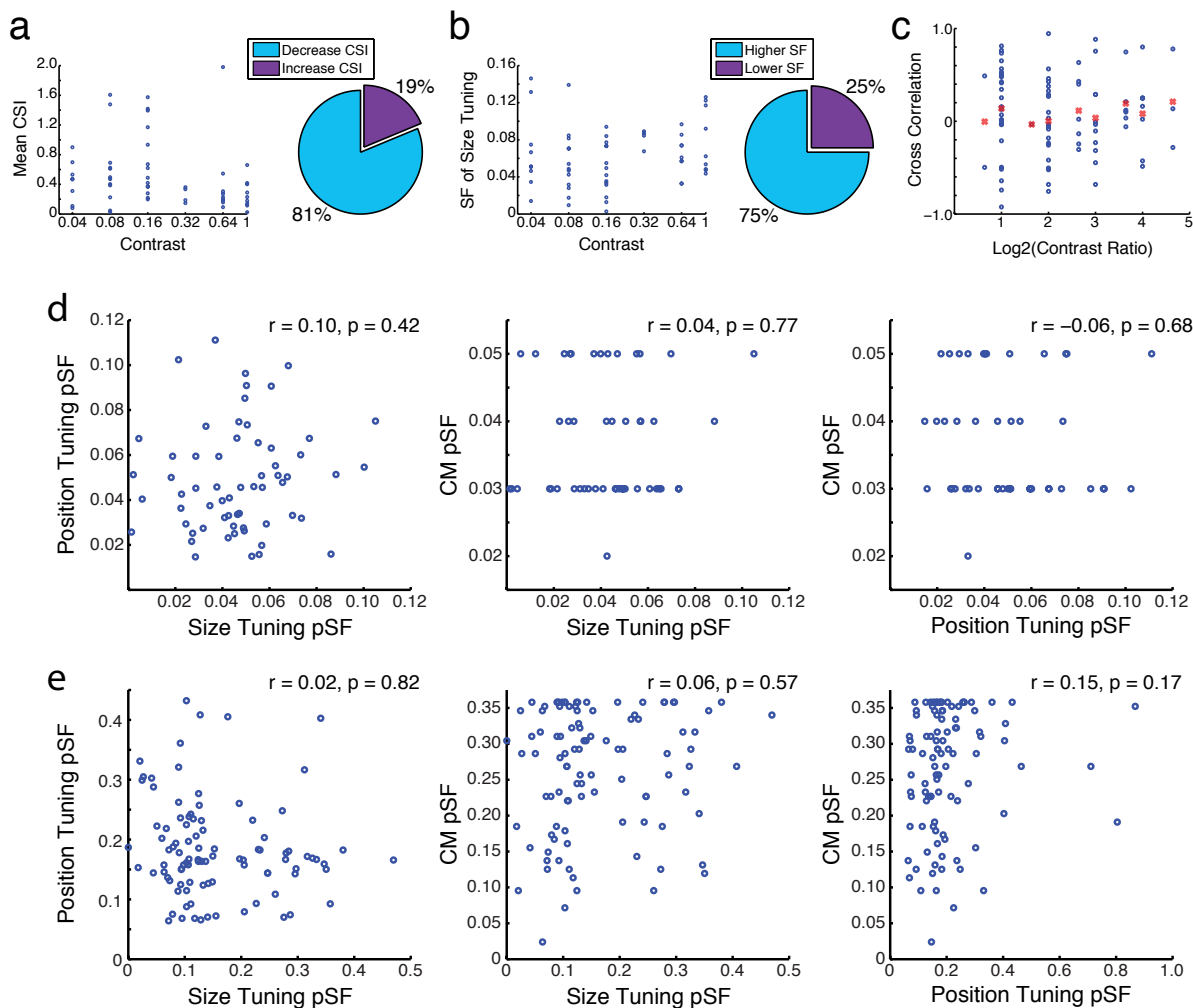 a
Decrease CSI
Increase CSI
19%
81%
Mean CSI
2.0
1.6
1.2
0.8
0.4
0
0.04 0.08 0.16 0.32 0.64 1
Contrast
b
Higher SF
Lower SF
25%
75%
SF of Size Tuning
0.16
0.12
0.08
0.04
0
0.04 0.08 0.16 0.32 0.64 1
Contrast
c
Cross Correlation
1.0
0
−1.0
1 2 3 4 5
Log2(Contrast Ratio)
d
r = 0.10, p = 0.42
Position Tuning pSF
0.12
0.10
0.08
0.06
0.04
0.02
0.02 0.04 0.06 0.08 0.10 0.12
Size Tuning pSF
r = 0.04, p = 0.77
CM pSF
0.05
0.04
0.03
0.02
0.02 0.04 0.06 0.08 0.10 0.12
Size Tuning pSF
r = −0.06, p = 0.68
CM pSF
0.05
0.04
0.03
0.02
0.02 0.04 0.06 0.08 0.10 0.12
Position Tuning pSF
e
r = 0.02, p = 0.82
Position Tuning pSF
0.4
0.3
0.2
0.1
0
0 0.1 0.2 0.3 0.4 0.5
Size Tuning pSF
r = 0.06, p = 0.57
CM pSF
0.35
0.30
0.25
0.20
0.15
0.10
0.05
0
0 0.1 0.2 0.3 0.4 0.5
Size Tuning pSF
r = 0.15, p = 0.17
CM pSF
0.35
0.30
0.25
0.20
0.15
0.10
0.05
0
0 0.2 0.4 0.6 0.8 1.0
Position Tuning pSF